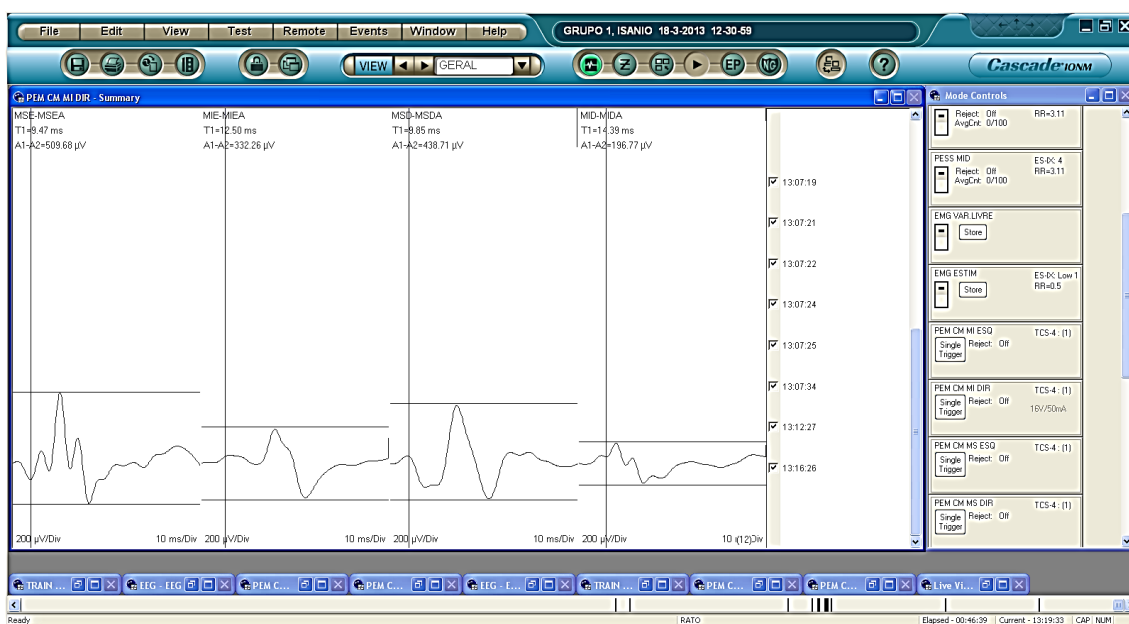 File Edit View Test Remote Events Window Help
GRUPO 1, ISANIO 18-3-2013 12-30-59
VIEW GERAL
EP
Cascade IONM
PEM CM MI DIR - Summary
MSE-MSEA
T1=9.47 ms
A1-A2=509.68 µV
MIE-MIEA
T1=12.50 ms
A1-A2=332.26 µV
MSD-MSDA
T1=9.85 ms
A1-A2=438.71 µV
MID-MIDA
T1=14.39 ms
A1-A2=196.77 µV
13:07:19
13:07:21
13:07:22
13:07:24
13:07:25
13:07:34
13:12:27
13:16:26
200 µV/Div 10 ms/Div 200 µV/Div 10 ms/Div 200 µV/Div 10 ms/Div 200 µV/Div
Mode Controls
Reject: Off RR=3.11
AvgCnt: 0/100
PESS MID ES-IX: 4
Reject: Off RR=3.11
AvgCnt: 0/100
EMG VAR.LIVRE
Store
EMG ESTIM ES-IX: Low 1
Store RR=0.5
PEM CM MI ESQ TCS-4 : (1)
Single Trigger Reject: Off
PEM CM MI DIR TCS-4 : (1)
Single Trigger Reject: Off 16V/50mA
PEM CM MS ESQ TCS-4 : (1)
Single Trigger Reject: Off
PEM CM MS DIR TCS-4 : (1)
Single Trigger Reject: Off
TRAIN ... EEG - EEG PEM C... PEM C... EEG - E... TRAIN ... PEM C... PEM C... Live Vi...
Ready RATO Elapsed - 00:46:39 Current - 13:19:33 CAP NUM